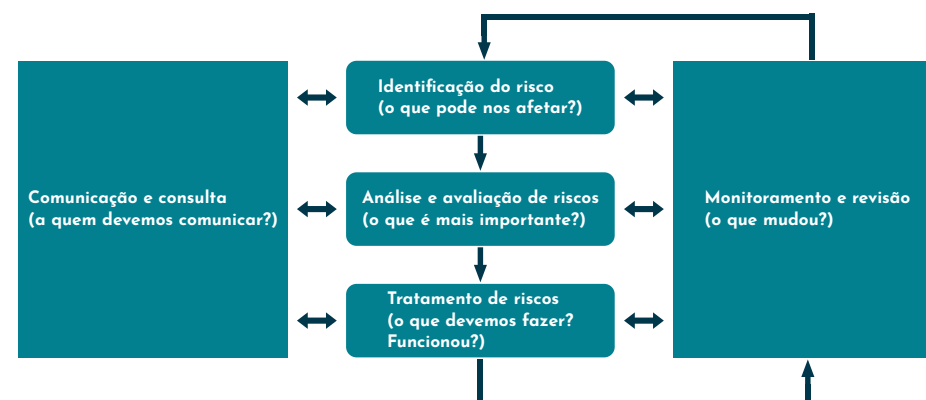 Identificação do risco
(o que pode nos afetar?)
Comunicação e consulta
(a quem devemos comunicar?)
Análise e avaliação de riscos
(o que é mais importante?)
Monitoramento e revisão
(o que mudou?)
Tratamento de riscos
(o que devemos fazer?
Funcionou?)